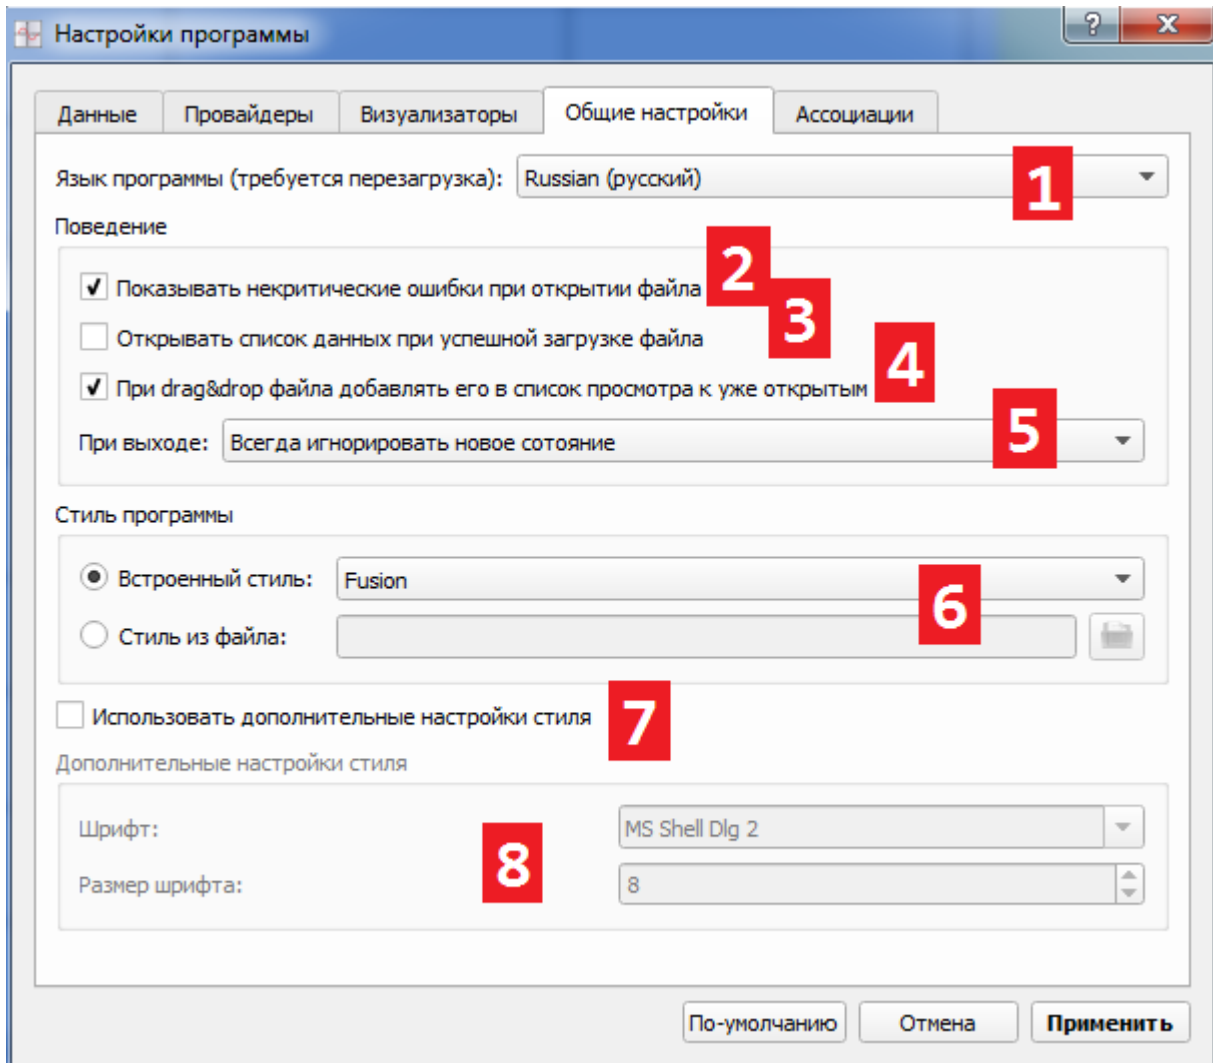 Настройки программы
Данные Провайдеры Визуализаторы Общие настройки Ассоциации
Язык программы (требуется перезагрузка): Russian (русский) 1
Поведение
Показывать некритические ошибки при открытии файла 2
Открывать список данных при успешной загрузке файла 3
При drag&drop файла добавлять его в список просмотра к уже открытым 4
При выходе: Всегда игнорировать новое сотояние 5
Стиль программы
Встроенный стиль: Fusion 6
Стиль из файла:
Использовать дополнительные настройки стиля 7
Дополнительные настройки стиля
Шрифт: MS Shell Dlg 2
8
Размер шрифта: 8
По-умолчанию Отмена Применить